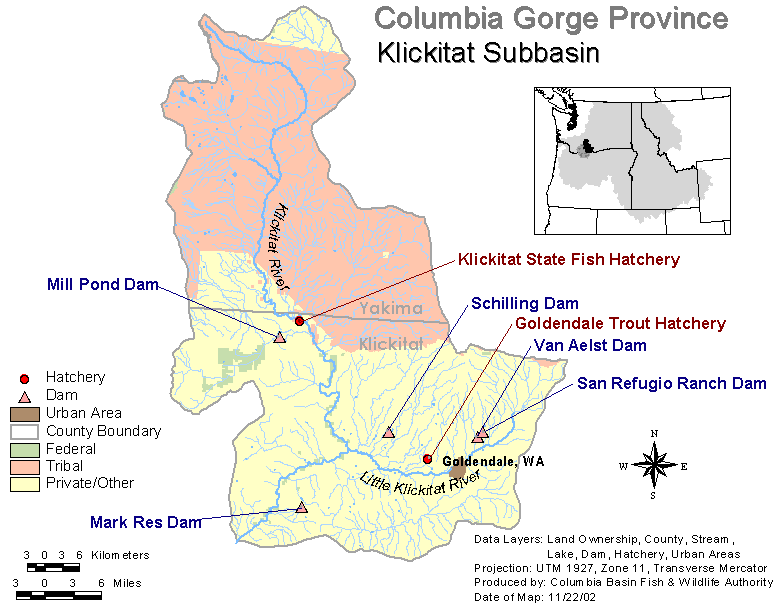 Columbia Gorge Province
Klickitat Subbasin
Klickitat River
Klickitat State Fish Hatchery
Mill Pond Dam
Schilling Dam
Yakima
Goldendale Trout Hatchery
Klickitat
Van Aelst Dam
San Refugio Ranch Dam
Hatchery
Dam
Urban Area
County Boundary
Federal
Tribal
Private/Other
Goldendale, WA
Little Klickitat River
N
W E
S
Mark Res Dam
3 0 3 6 Kilometers
3 0 3 6 Miles
Data Layers: Land Ownership, County, Stream,
Lake, Dam, Hatchery, Urban Areas
Projection: UTM 1927, Zone 11, Transverse Mercator
Produced by: Columbia Basin Fish & Wildlife Authority
Date of Map: 11/22/02